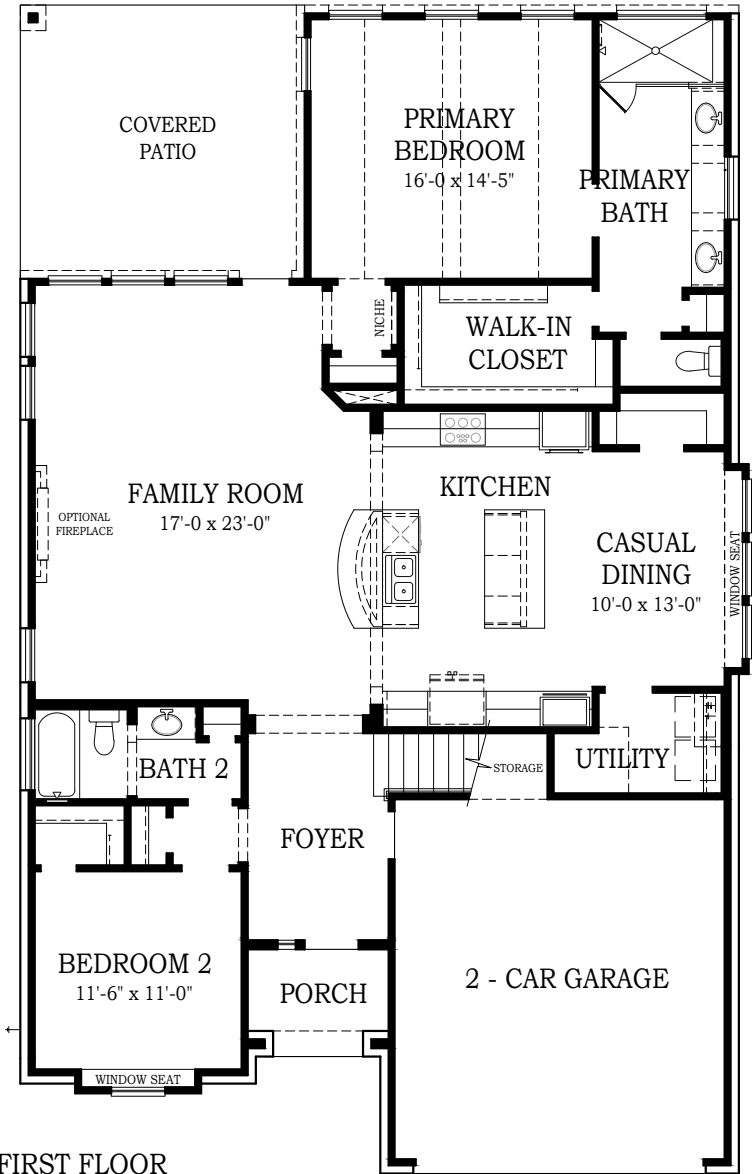 COVERED
PATIO
PRIMARY
BEDROOM
16'-0 x 14'-5"
PRIMARY
BATH
NICHE
WALK-IN
CLOSET
FAMILY ROOM
17'-0 x 23'-0"
OPTIONAL
FIREPLACE
KITCHEN
CASUAL
DINING
10'-0 x 13'-0"
WINDOW SEAT
BATH 2
STORAGE
UTILITY
FOYER
BEDROOM 2
11'-6" x 11'-0"
PORCH
2 - CAR GARAGE
WINDOW SEAT
FIRST FLOOR